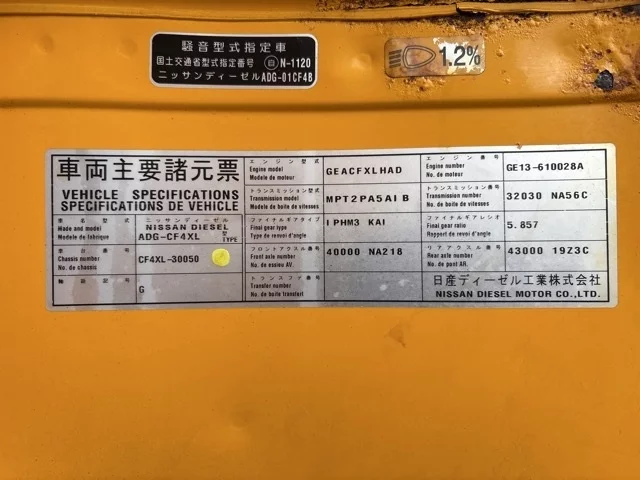 騒音型式指定車
国土交通省型式指定番号 自 N-1120
ニッサンディーゼル ADG-01CF4B
1.2%
車両主要諸元票
VEHICLE SPECIFICATIONS
SPECIFICATIONS DE VEHICLE
車名型式
Made and model
Modele de fabrique
ニッサンディーゼル
NISSAN DIESEL
ADG-CF4XL
型
TYPE
車台番号
Chassis number
No. de chassis
CF4XL-30050
G
エンジン型式
Engine model
Modele de moteur
GEACFXLHAD
トランスミッション型式
Transmission model
Modele de boite de vitesses
MPT2PA5AI B
ファイナルギアタイプ
Final gear type
Type de revoi d'angle
I PHM3 KAI
フロントアクスル番号
Front axle number
No. de essieu AV.
40000 NA218
トランスファ番号
Transfer number
No. de boite transfert
エンジン番号
Engine number
No. de moteur
GE13-610028A
トランスミッション番号
Transmission number
No. de boite de vitesses
32030 NA56C
ファイナルギアレシオ
Final gear ratio
Rapport de revoi d'angle
5.857
リアアクスル番号
Rear axle number
No. de pont AR.
43000 19Z3C
日産ディーゼル工業株式会社
NISSAN DIESEL MOTOR CO.,LTD.